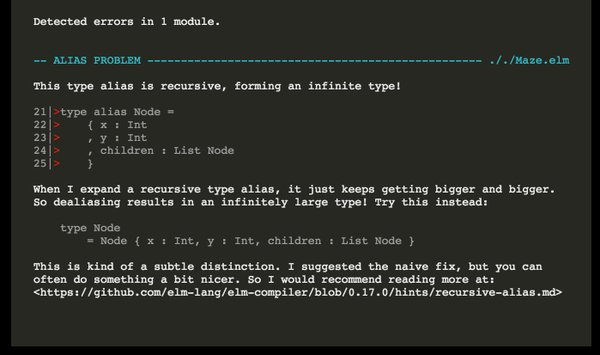 Detected errors in 1 module.
-- ALIAS PROBLEM -------------------------------------------------- ././Maze.elm
This type alias is recursive, forming an infinite type!
21|>type alias Node =
22|>    { x : Int
23|>    , y : Int
24|>    , children : List Node
25|>    }
When I expand a recursive type alias, it just keeps getting bigger and bigger.
So dealiasing results in an infinitely large type! Try this instead:
    type Node
        = Node { x : Int, y : Int, children : List Node }
This is kind of a subtle distinction. I suggested the naive fix, but you can
often do something a bit nicer. So I would recommend reading more at:
<https://github.com/elm-lang/elm-compiler/blob/0.17.0/hints/recursive-alias.md>